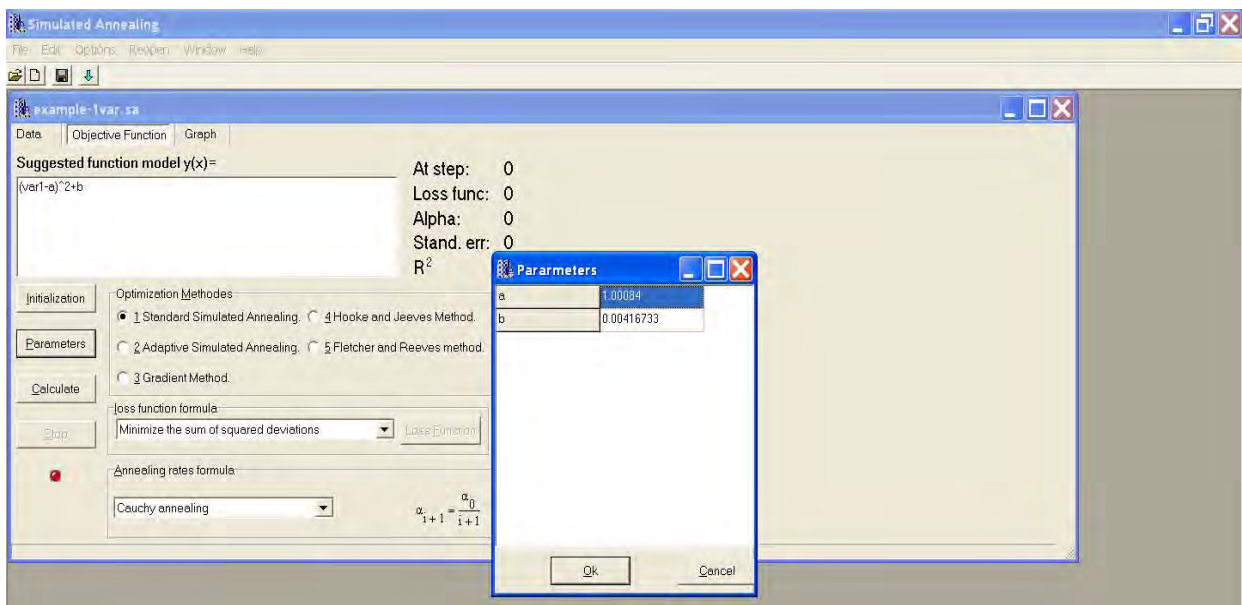 Simulated Annealing
File Edit Options Reopen Window Help
example-1var.sa
Data Objective Function Graph
Suggested function model y(x)=
(var1-a)^2+b
At step: 0
Loss func: 0
Alpha: 0
Stand. err: 0
R²
Pararmeters
a 1.00084
b 0.00416733
Ok Cancel
Initialization
Parameters
Calculate
Stop
Optimization Methodes
1 Standard Simulated Annealing. 4 Hooke and Jeeves Method.
2 Adaptive Simulated Annealing. 5 Fletcher and Reeves method.
3 Gradient Method.
loss function formula
Minimize the sum of squared deviations Loss Function
Annealing rates formula
Cauchy annealing α i+1 = α0 / i+1